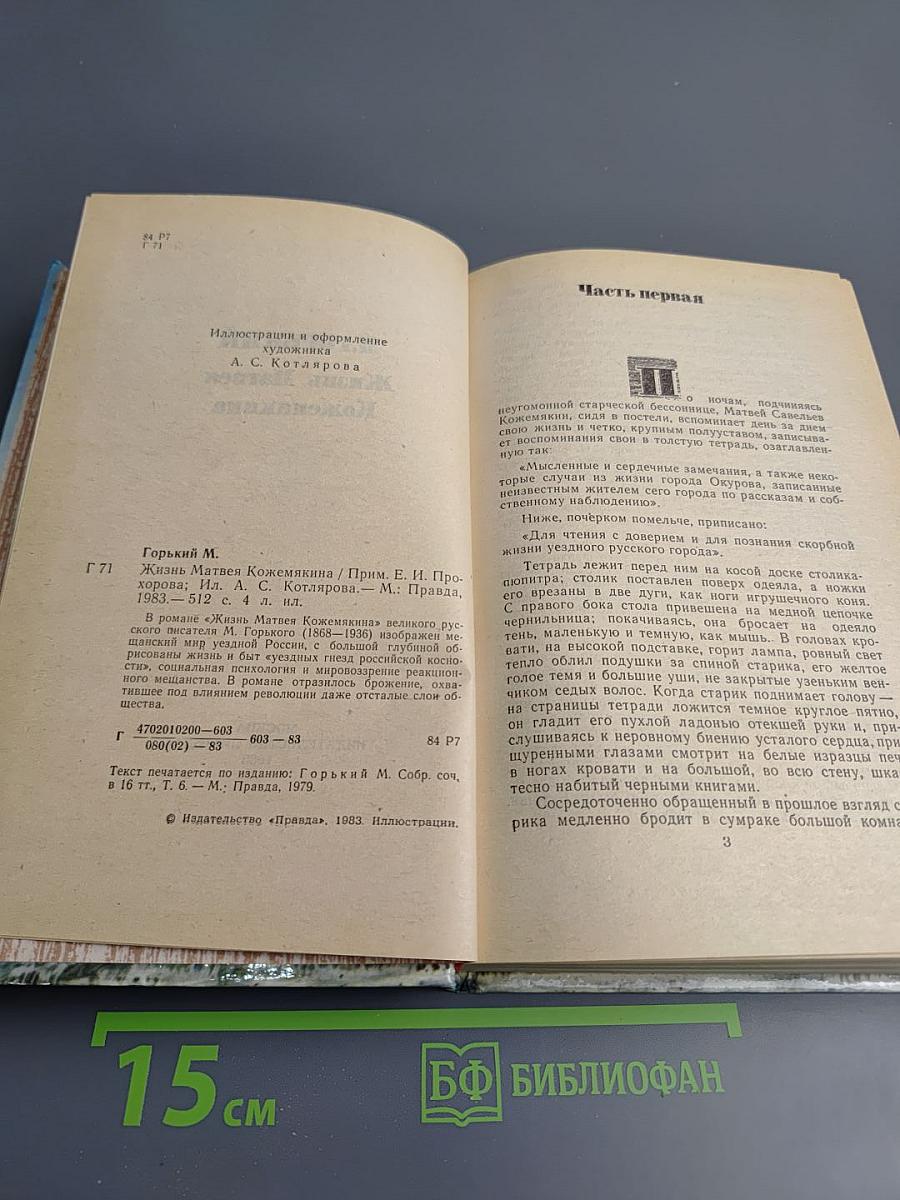 84 Р7
Г 71
Иллюстрации и оформление
художника
А. С. Котлярова
Горький М.
Г 71 Жизнь Матвея Кожемякина / Прим. Е. И. Про-
хорова; Ил. А. С. Котлярова.— М.: Правда,
1983.— 512 с. 4 л. ил.
В романе «Жизнь Матвея Кожемякина» великого рус-
ского писателя М. Горького (1868—1936) изображен ме-
щанский мир уездной России, с большой глубиной об-
рисованы жизнь и быт «уездных гнезд российской косно-
сти», социальная психология и мировоззрение реакцион-
ного мещанства. В романе отразилось брожение, охва-
тившее под влиянием революции даже отсталые слои об-
щества.
Г 4702010200—603
080(02) — 83
603 — 83 84 Р7
Текст печатается по изданию: Горький М. Собр. соч,
в 16 тт., Т. 6. — М.: Правда, 1979.
© Издательство «Правда», 1983. Иллюстрации.
Часть первая
По ночам, подчиняясь
неугомонной старческой бессоннице, Матвей Савельев
Кожемякин, сидя в постели, вспоминает день за днем
свою жизнь и четко, крупным полууставом, записыва-
ет воспоминания свои в толстую тетрадь, озаглавлен-
ную так:
«Мысленные и сердечные замечания, а также неко-
торые случаи из жизни города Окурова, записанные
неизвестным жителем сего города по рассказам и соб-
ственному наблюдению».
Ниже, почерком помельче, приписано:
«Для чтения с доверием и для познания скорбной
жизни уездного русского города».
Тетрадь лежит перед ним на косой доске столика-
пюпитра; столик поставлен поверх одеяла, а ножки
его врезаны в две дуги, как ноги игрушечного коня.
С правого бока стола привешена на медной цепочке
чернильница; покачиваясь, она бросает на одеяло
тень, маленькую и темную, как мышь. В головах кро-
вати, на высокой подставке, горит лампа, ровный свет
тепло облил подушки за спиной старика, его желтое
голое темя и большие уши, не закрытые узеньким вен-
чиком седых волос. Когда старик поднимает голову —
на страницы тетради ложится темное круглое пятно,
он гладит его пухлой ладонью отекшей руки и, при-
слушиваясь к неровному биению усталого сердца, при
щуренными глазами смотрит на белые изразцы печ
в ногах кровати и на большой, во всю стену, шка
тесно набитый черными книгами.
Сосредоточенно обращенный в прошлое взгляд с
рика медленно бродит в сумраке большой комна
3
15 см
БФ БИБЛИОФАН